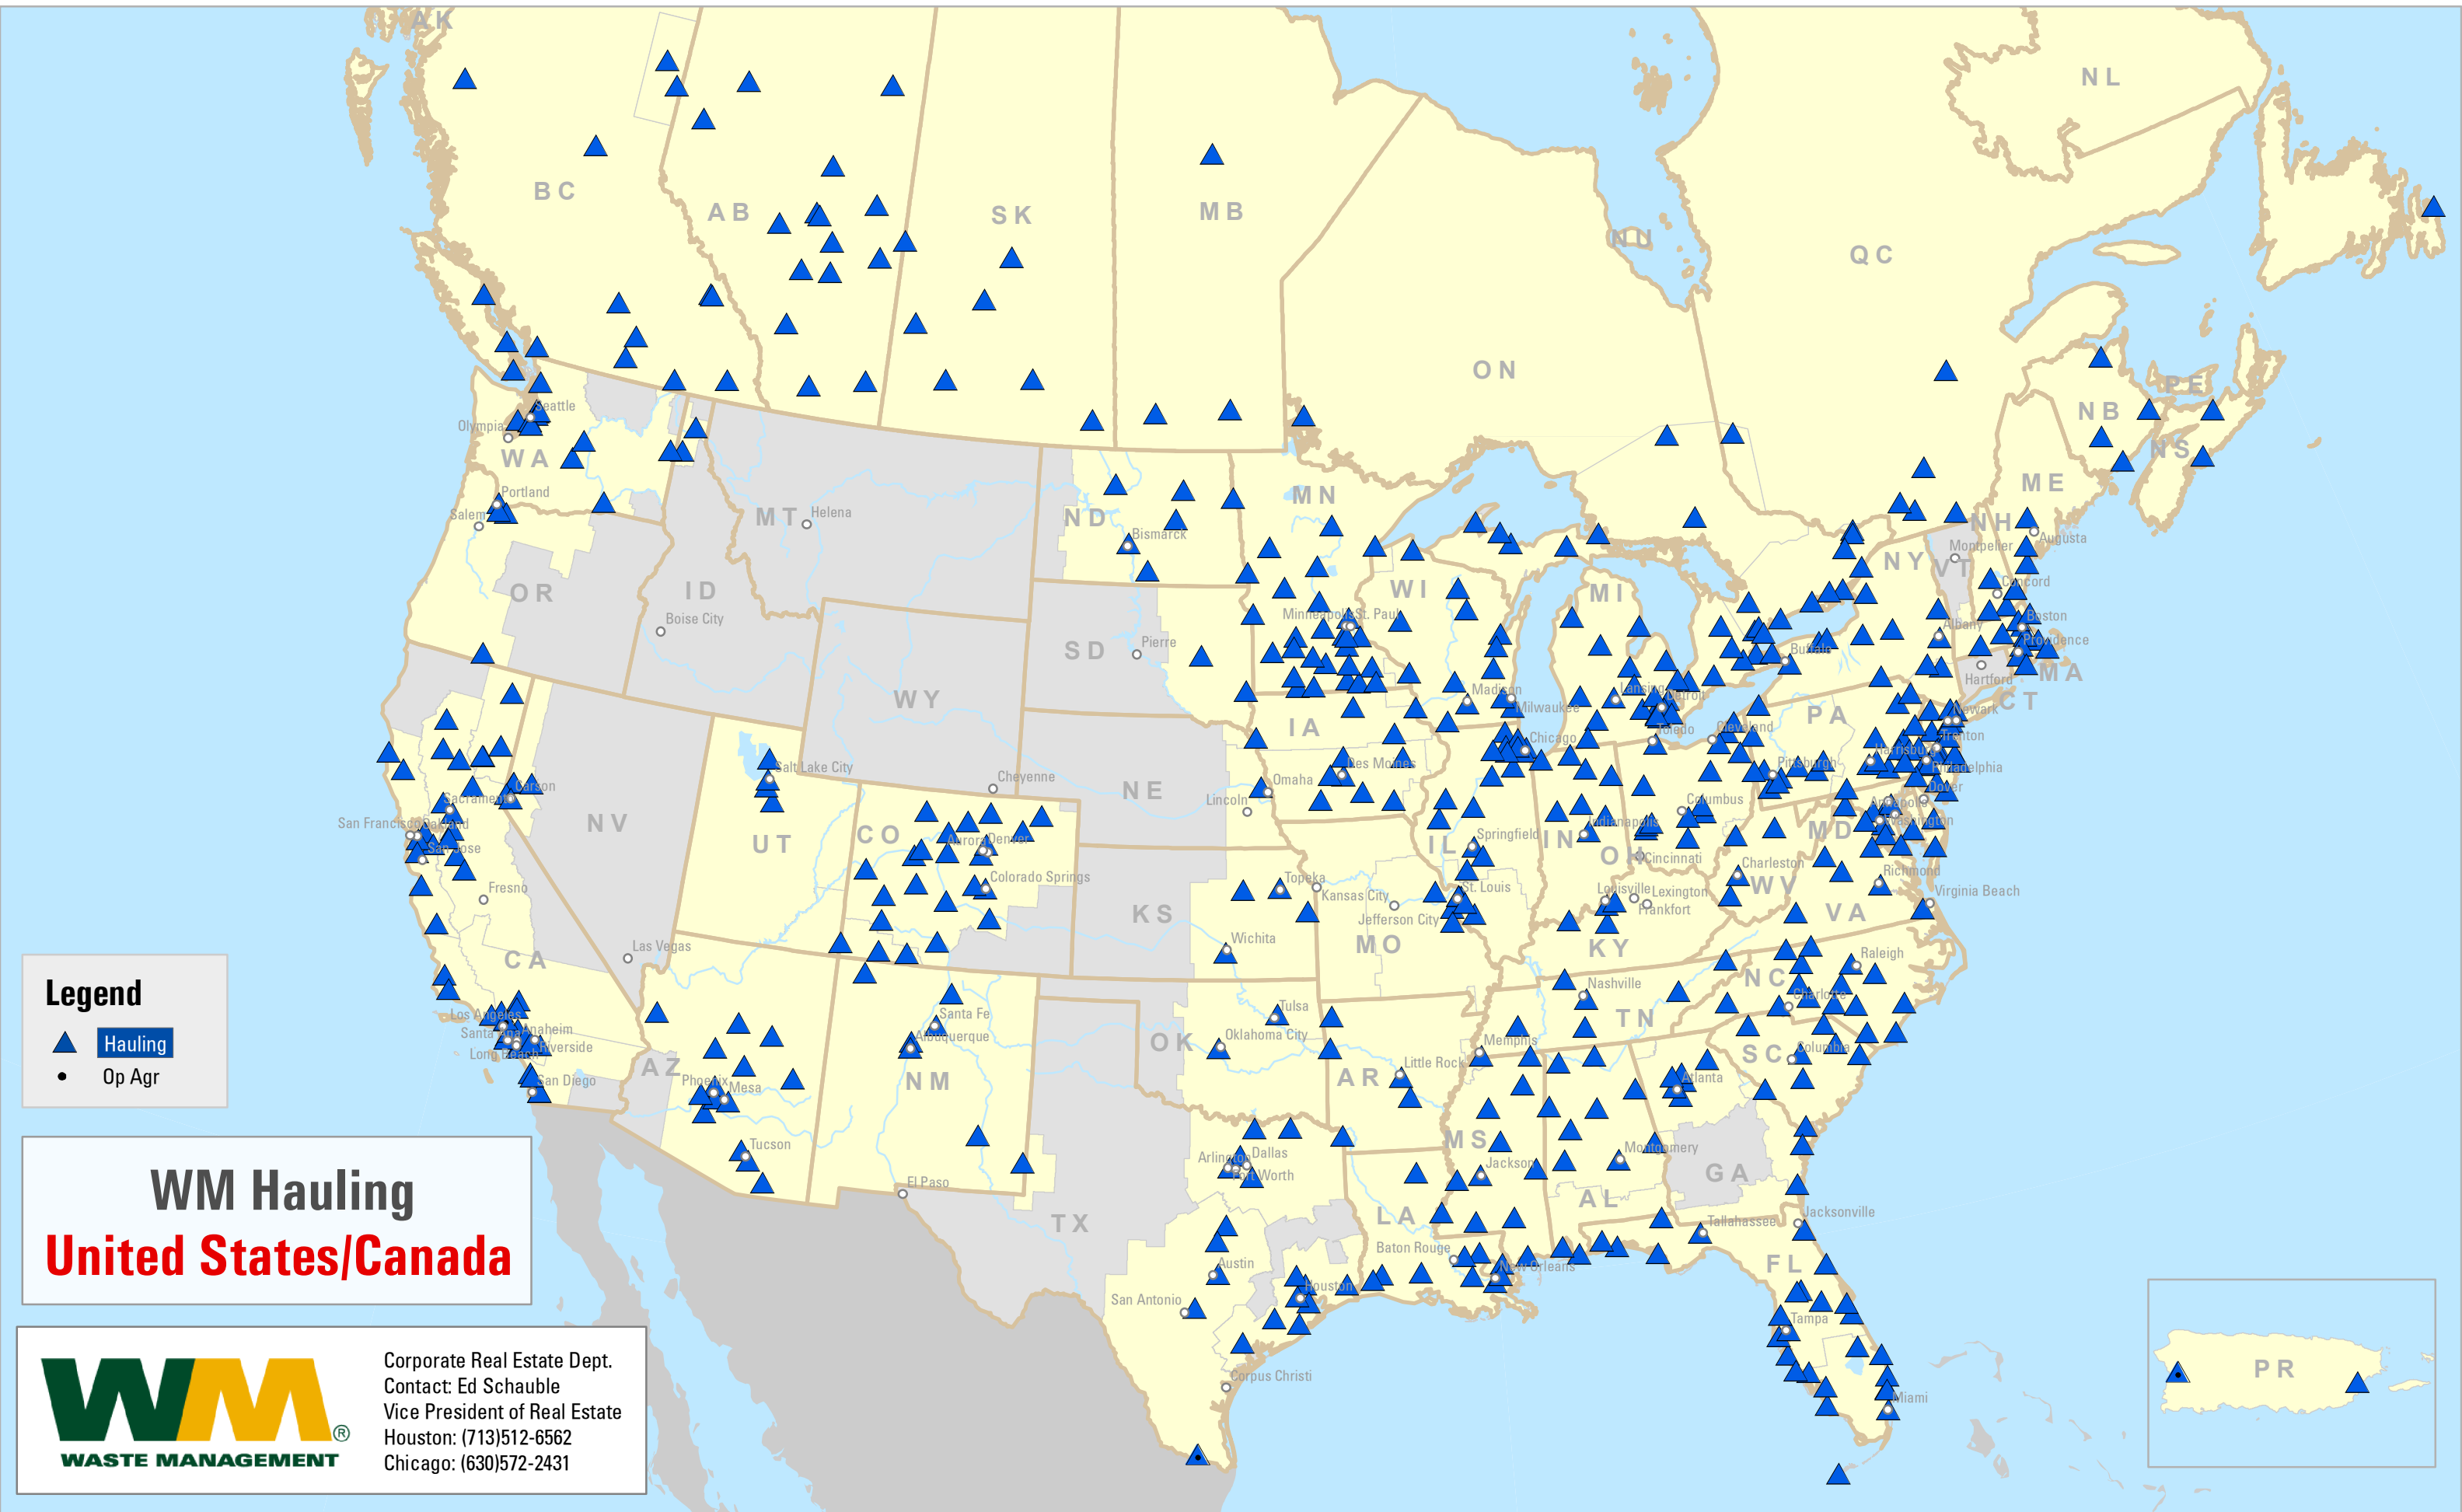 AK
NL
BC
AB
SK
MB
NU
QC
ON
PE
NB
NS
Seattle
Olympia
WA
ME
Portland
Salem
MT
Helena
ND
Bismarck
MN
NH
Augusta
Montpelier
VT
NY
OR
ID
Boise City
WI
MI
Concord
Minneapolis
St. Paul
Boston
Albany
Providence
SD
Pierre
Buffalo
MA
Hartford
CT
WY
Madison
Milwaukee
Lansing
Detroit
Newark
IA
Toledo
Cleveland
PA
Trenton
Chicago
Harrisburg
Philadelphia
Salt Lake City
Cheyenne
Des Moines
Omaha
Pittsburgh
Dover
Carson
Sacramento
NE
Lincoln
Columbus
Annapolis
San Francisco
Oakland
NV
UT
CO
Aurora
Denver
Springfield
IL
IN
Indianapolis
OH
Cincinnati
MD
Washington
San Jose
Fresno
Colorado Springs
Topeka
Kansas City
Jefferson City
St. Louis
Louisville
Lexington
Frankfort
Charleston
WV
Richmond
Virginia Beach
VA
KS
MO
KY
Wichita
Las Vegas
CA
Raleigh
NC
Nashville
Charlotte
TN
Los Angeles
Santa Ana
Anaheim
Riverside
Long Beach
San Diego
Santa Fe
Albuquerque
NM
Tulsa
Oklahoma City
OK
Little Rock
AR
Memphis
SC
Columbia
Atlanta
AZ
Phoenix
Mesa
Tucson
El Paso
TX
Arlington
Dallas
Fort Worth
MS
Jackson
Montgomery
AL
GA
LA
Tallahassee
Jacksonville
Baton Rouge
New Orleans
FL
Austin
Houston
San Antonio
Corpus Christi
Tampa
Miami
PR
Legend
Hauling
Op Agr
WM Hauling
United States/Canada
WM®
WASTE MANAGEMENT
Corporate Real Estate Dept.
Contact: Ed Schauble
Vice President of Real Estate
Houston: (713)512-6562
Chicago: (630)572-2431